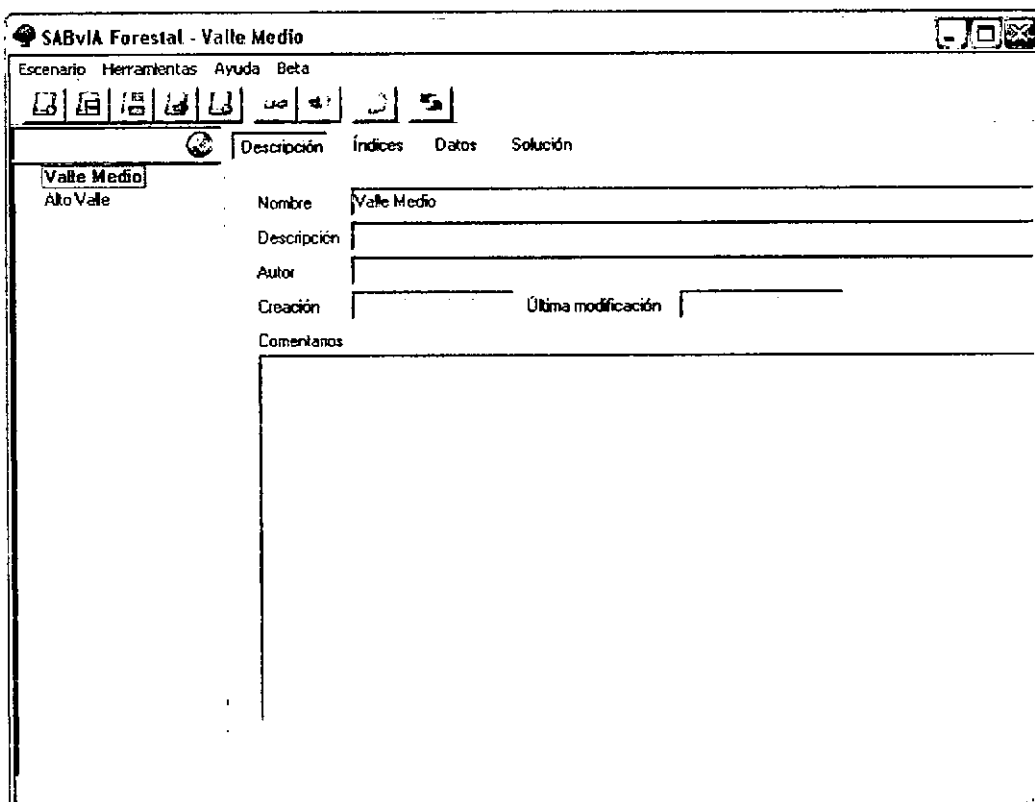 SABvIA Forestal - Valle Medio
Escenario Herramientas Ayuda Beta
Descripción Índices Datos Solución
Valle Medio
Alto Valle
Nombre Valle Medio
Descripción
Autor
Creación Última modificación
Comentarios